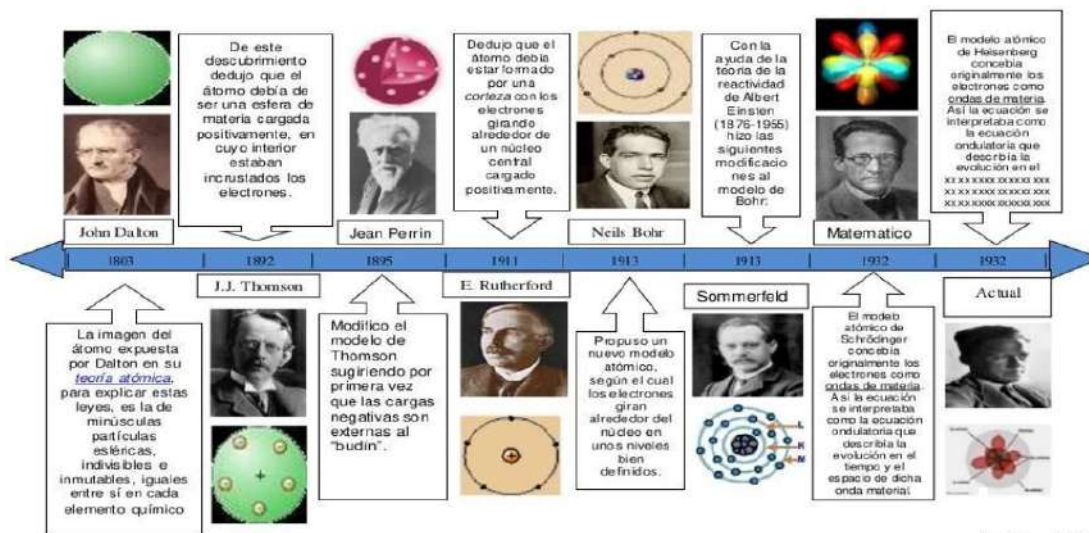 De este
descubrimiento
dedujo que el
átomo debía de
ser una esfera de
materia cargada
positivamente, en
cuyo interior
estaban
incrustados los
electrones.
Dedujo que el
átomo debía
estar formado
por una
corteza con los
electrones
girando
alrededor de
un núcleo
central
cargado
positivamente.
Con la
ayuda de la
teoría de la
reactividad
de Albert
Einstein
(1876-1955)
hizo las
siguientes
modificacio
nes al
modelo de
Bohr:
El modelo atómico
de Heisenberg
concebía
originalmente los
electrones como
ondas de materia.
Así la ecuación se
interpretaba como
la ecuación
ondulatoria que
describía la
evolución en el
John Dalton
Jean Perrin
Neils Bohr
Matematico
1803
1892
1895
1911
1913
1913
1932
1932
J.J. Thomson
E. Rutherford
Sommerfeld
Actual
La imagen del
átomo expuesta
por Dalton en su
teoría atómica,
para explicar estas
leyes, es la de
minúsculas
partículas
esféricas,
indivisibles e
inmutables, iguales
entre sí en cada
elemento químico
Modifico el
modelo de
Thomson
sugiriendo por
primera vez
que las cargas
negativas son
externas al
"budín".
Propuso un
nuevo modelo
atómico,
según el cual
los electrones
giran
alrededor del
núcleo en
unos niveles
bien
definidos.
L
K
M
El modelo
atómico de
Schrödinger
concebía
originalmente los
electrones como
ondas de materia.
Así la ecuación
se interpretaba
como la ecuación
ondulatoria que
describía la
evolución en el
tiempo y el
espacio de dicha
onda material.